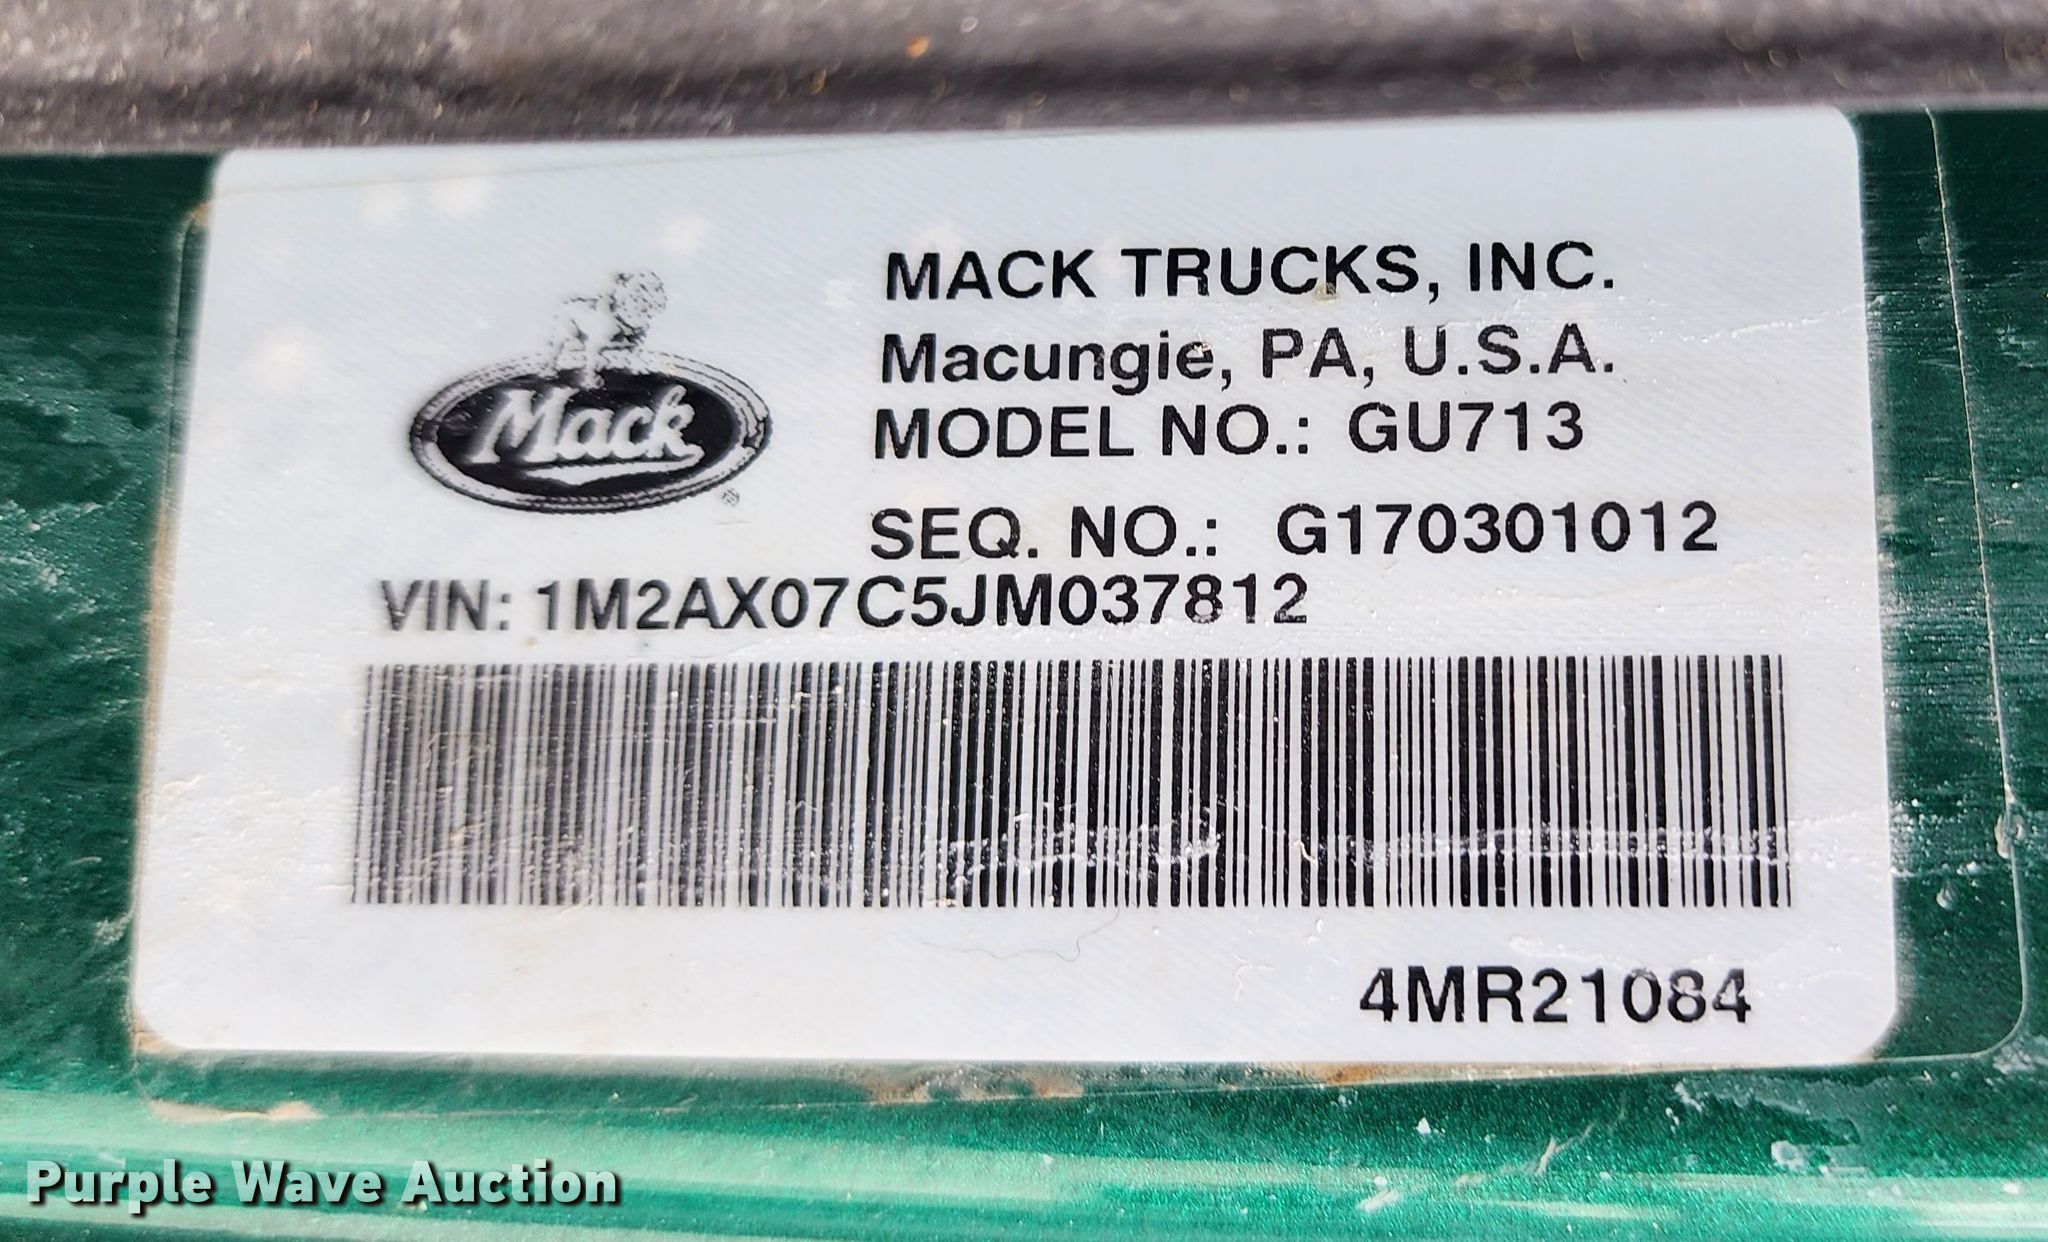 MACK TRUCKS, INC.
Macungie, PA, U.S.A.
Mack
®
MODEL NO.: GU713
SEQ. NO.: G170301012
VIN: 1M2AX07C5JM037812
4MR21084
Purple Wave Auction